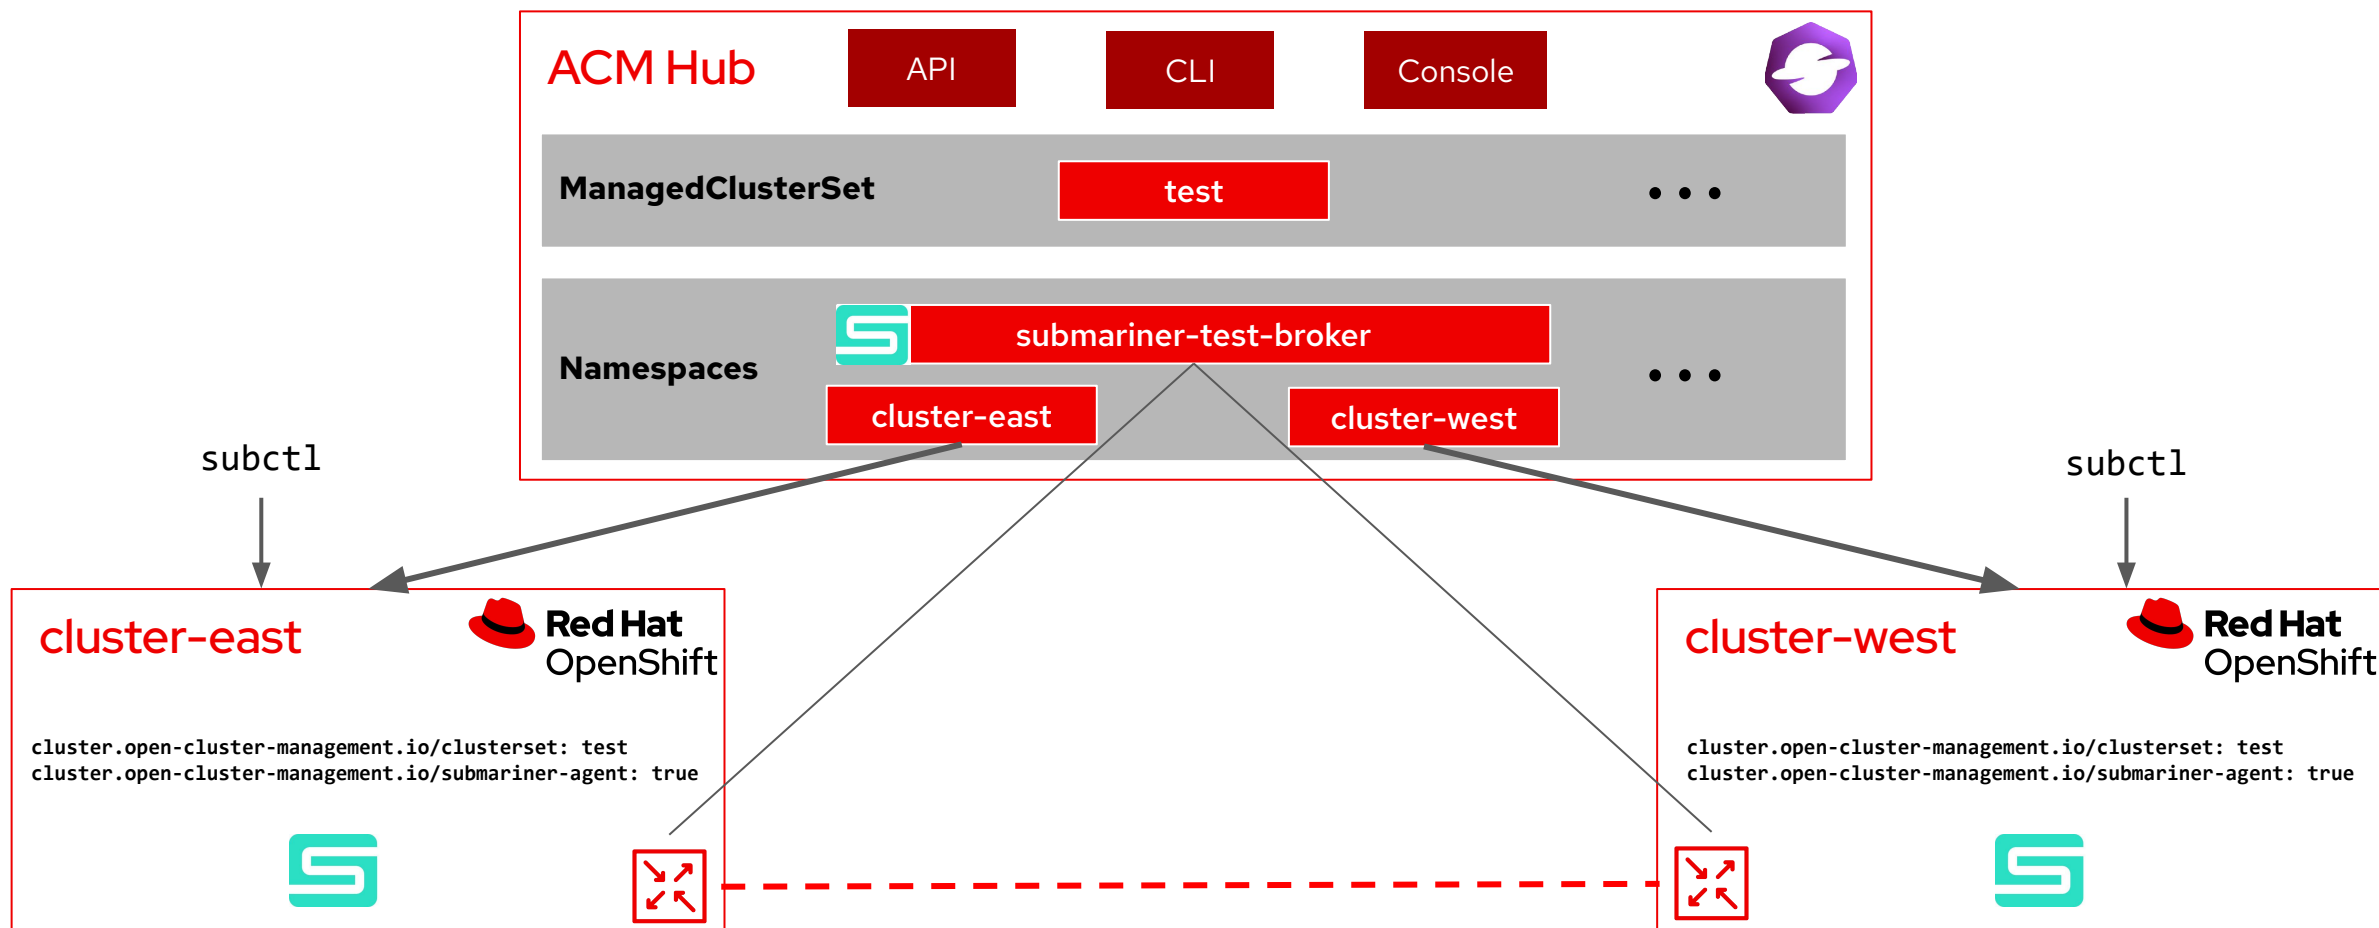 ACM Hub
API
CLI
Console
ManagedClusterSet
test
Namespaces
submariner-test-broker
cluster-east
cluster-west
subctl
subctl
cluster-east
Red Hat
OpenShift
cluster.open-cluster-management.io/clusterset: test
cluster.open-cluster-management.io/submariner-agent: true
cluster-west
Red Hat
OpenShift
cluster.open-cluster-management.io/clusterset: test
cluster.open-cluster-management.io/submariner-agent: true